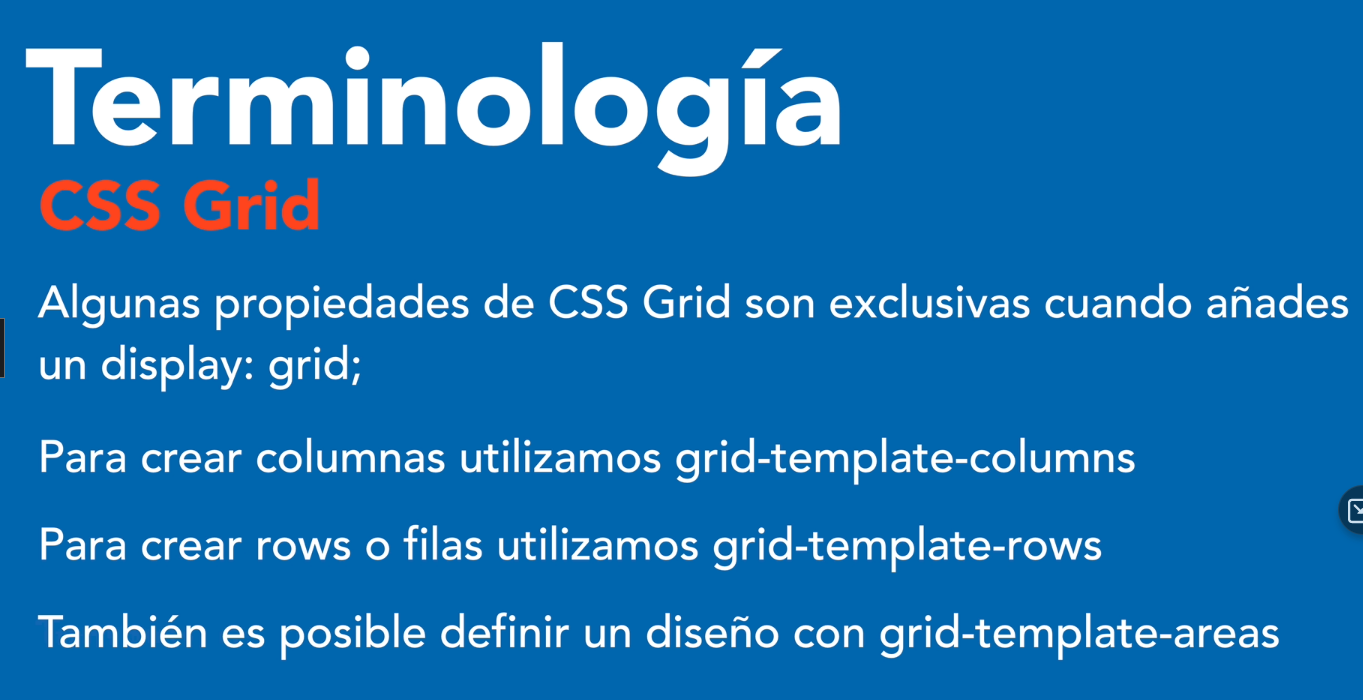 Terminología
CSS Grid
Algunas propiedades de CSS Grid son exclusivas cuando añades
un display: grid;
Para crear columnas utilizamos grid-template-columns
Para crear rows o filas utilizamos grid-template-rows
También es posible definir un diseño con grid-template-areas